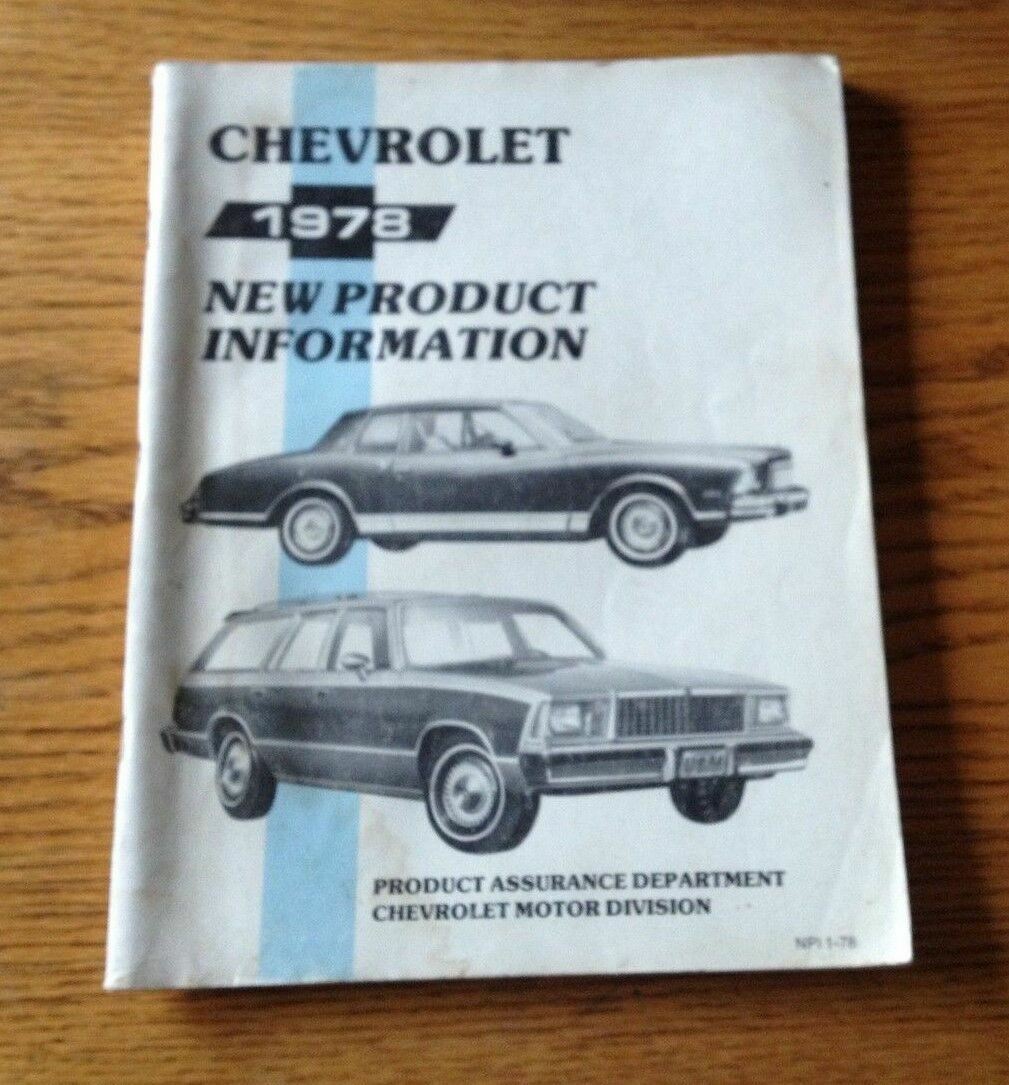 CHEVROLET
1978
NEW PRODUCT
INFORMATION
PRODUCT ASSURANCE DEPARTMENT
CHEVROLET MOTOR DIVISION
NPI 1-78